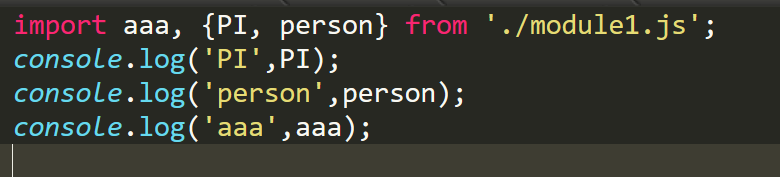 import aaa, {PI, person} from './module1.js';
console.log('PI',PI);
console.log('person',person);
console.log('aaa',aaa);